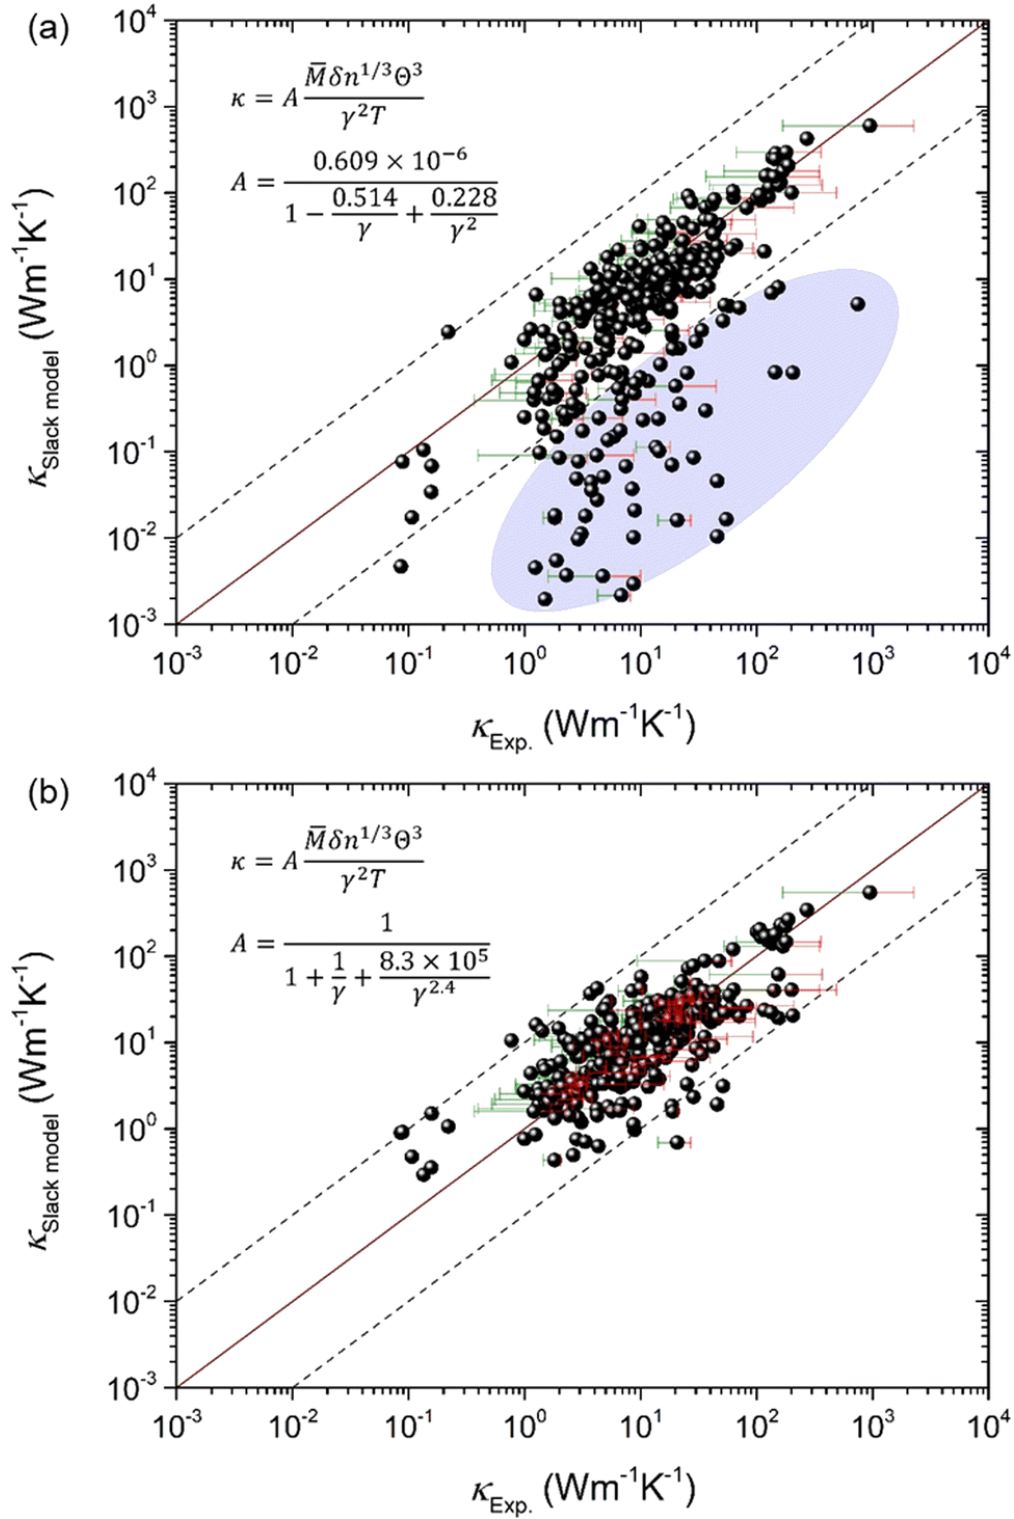 (a)
10⁴
10³
10²
10¹
10⁰
10⁻¹
10⁻²
10⁻³
κ_Slack model (Wm⁻¹K⁻¹)
κ = A M̅δn^{1/3}Θ³ / γ²T
A = 0.609 × 10⁻⁶ / (1 − 0.514/γ + 0.228/γ²)
10⁻³ 10⁻² 10⁻¹ 10⁰ 10¹ 10² 10³ 10⁴
κ_Exp. (Wm⁻¹K⁻¹)
(b)
10⁴
10³
10²
10¹
10⁰
10⁻¹
10⁻²
10⁻³
κ_Slack model (Wm⁻¹K⁻¹)
κ = A M̅δn^{1/3}Θ³ / γ²T
A = 1 / (1 + 1/γ + 8.3 × 10⁵/γ^{2.4})
10⁻³ 10⁻² 10⁻¹ 10⁰ 10¹ 10² 10³ 10⁴
κ_Exp. (Wm⁻¹K⁻¹)